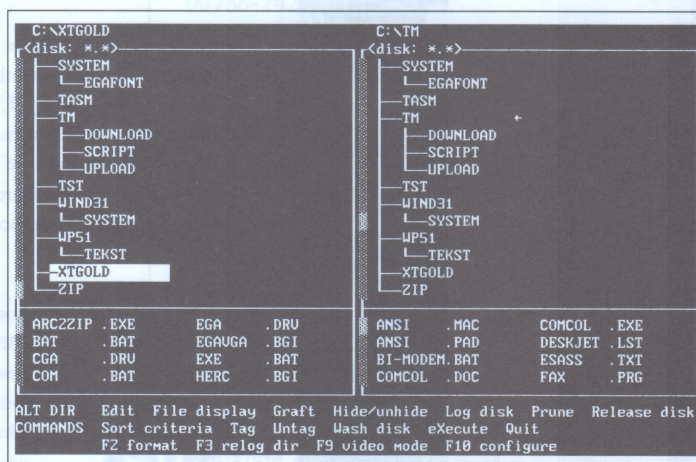 C:\XTGOLD
<disk: *.*>
SYSTEM
EGAFONT
TASM
TM
DOWNLOAD
SCRIPT
UPLOAD
TST
WIND31
SYSTEM
WP51
TEKST
XTGOLD
ZIP
ARC2ZIP .EXE EGA .DRV
BAT .BAT EGAVGA .BGI
CGA .DRV EXE .BAT
COM .BAT HERC .BGI
C:\TM
<disk: *.*>
SYSTEM
EGAFONT
TASM
TM
DOWNLOAD
SCRIPT
UPLOAD
TST
WIND31
SYSTEM
WP51
TEKST
XTGOLD
ZIP
ANSI .MAC COMCOL .EXE
ANSI .PAD DESKJET .LST
BI-MODEM.BAT ESASS .TXT
COMCOL .DOC FAX .PRG
ALT DIR Edit File display Graft Hide/unhide Log disk Prune Release disk
COMMANDS Sort criteria Tag Untag Wash disk eXecute Quit
F2 format F3 relog dir F9 video mode F10 configure